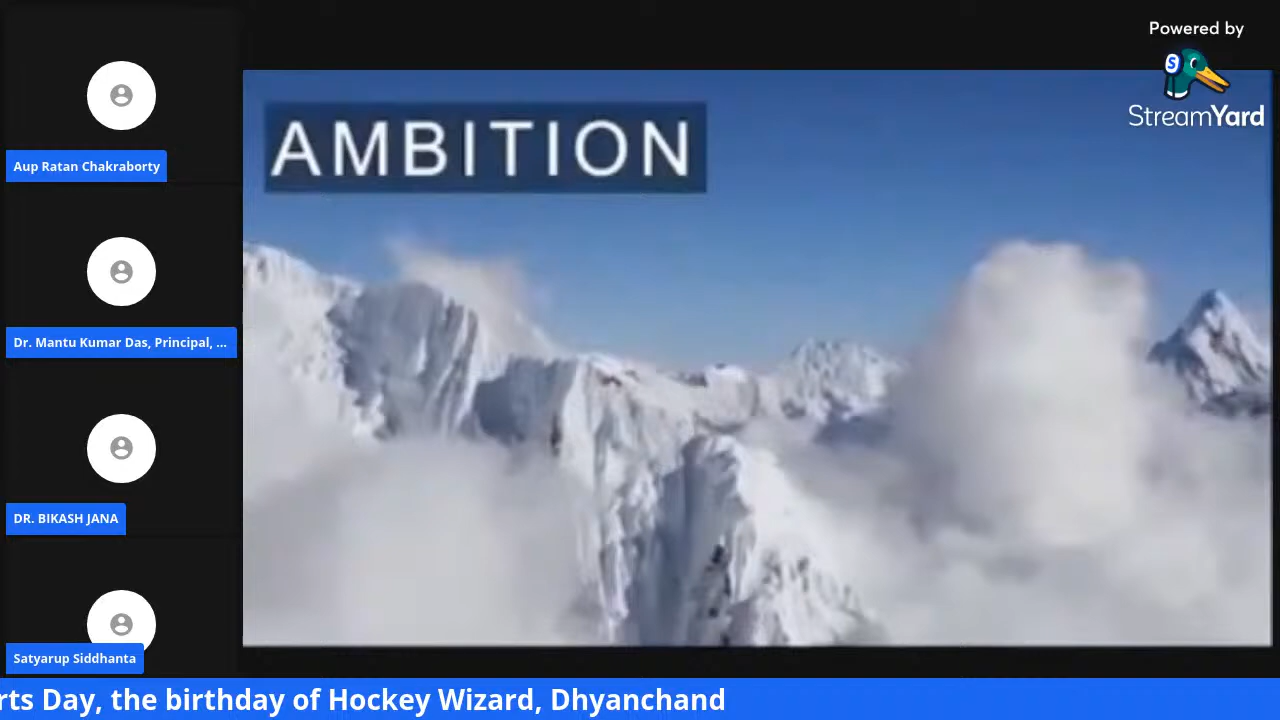 Powered by
StreamYard
AMBITION
Aup Ratan Chakraborty
Dr. Mantu Kumar Das, Principal, ...
DR. BIKASH JANA
Satyarup Siddhanta
rts Day, the birthday of Hockey Wizard, Dhyanchand